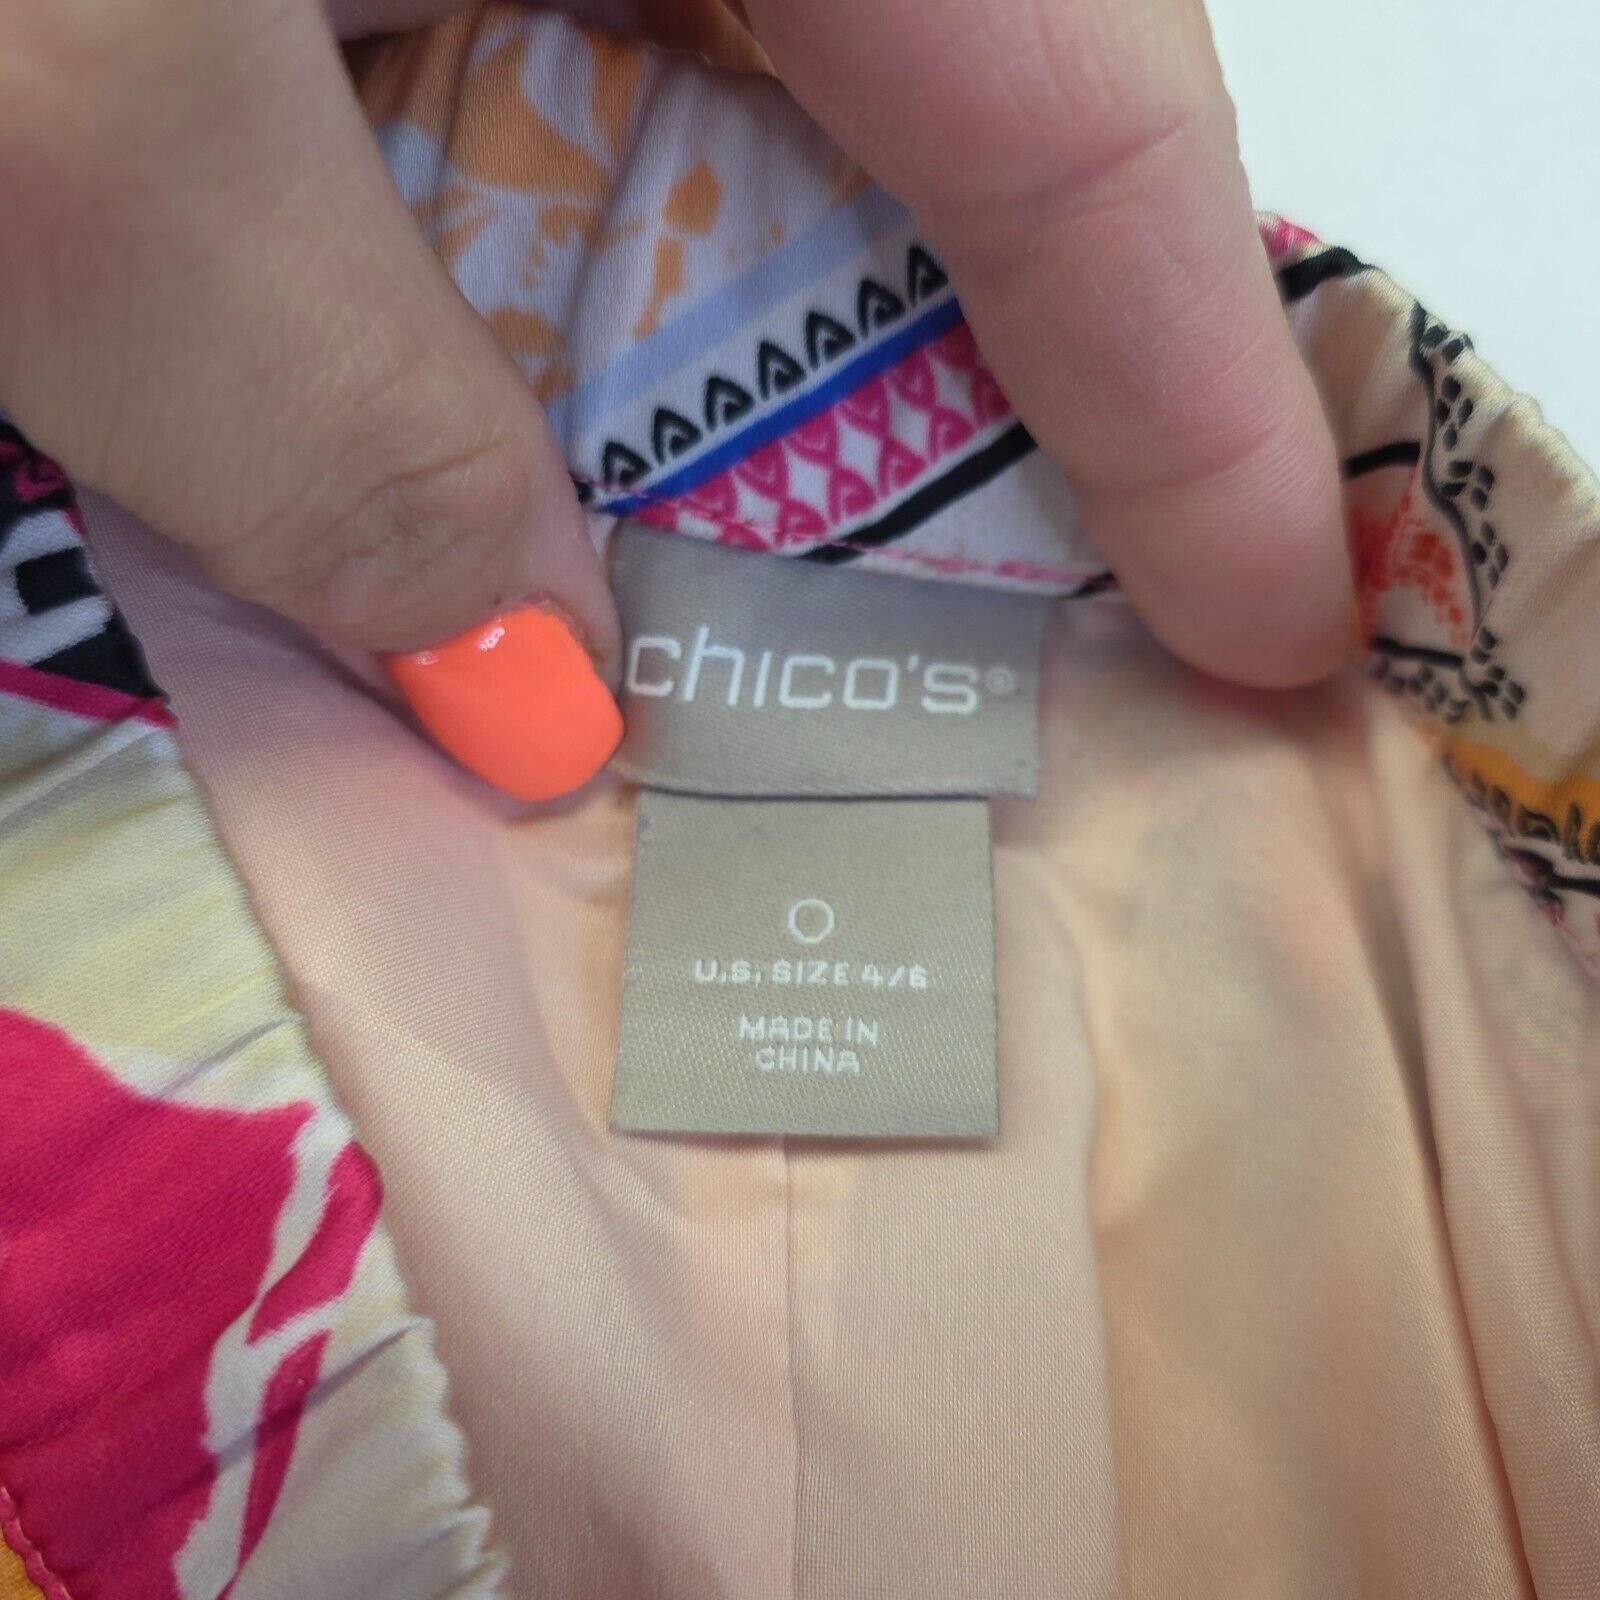 chico's®
0
U.S. SIZE 4/6
MADE IN
CHINA